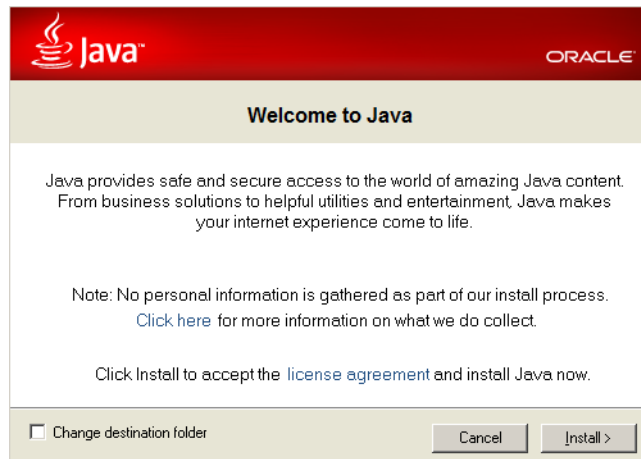 Java™
ORACLE
Welcome to Java
Java provides safe and secure access to the world of amazing Java content.
From business solutions to helpful utilities and entertainment, Java makes
your internet experience come to life.
Note: No personal information is gathered as part of our install process.
Click here for more information on what we do collect.
Click Install to accept the license agreement and install Java now.
Change destination folder
Cancel
Install >